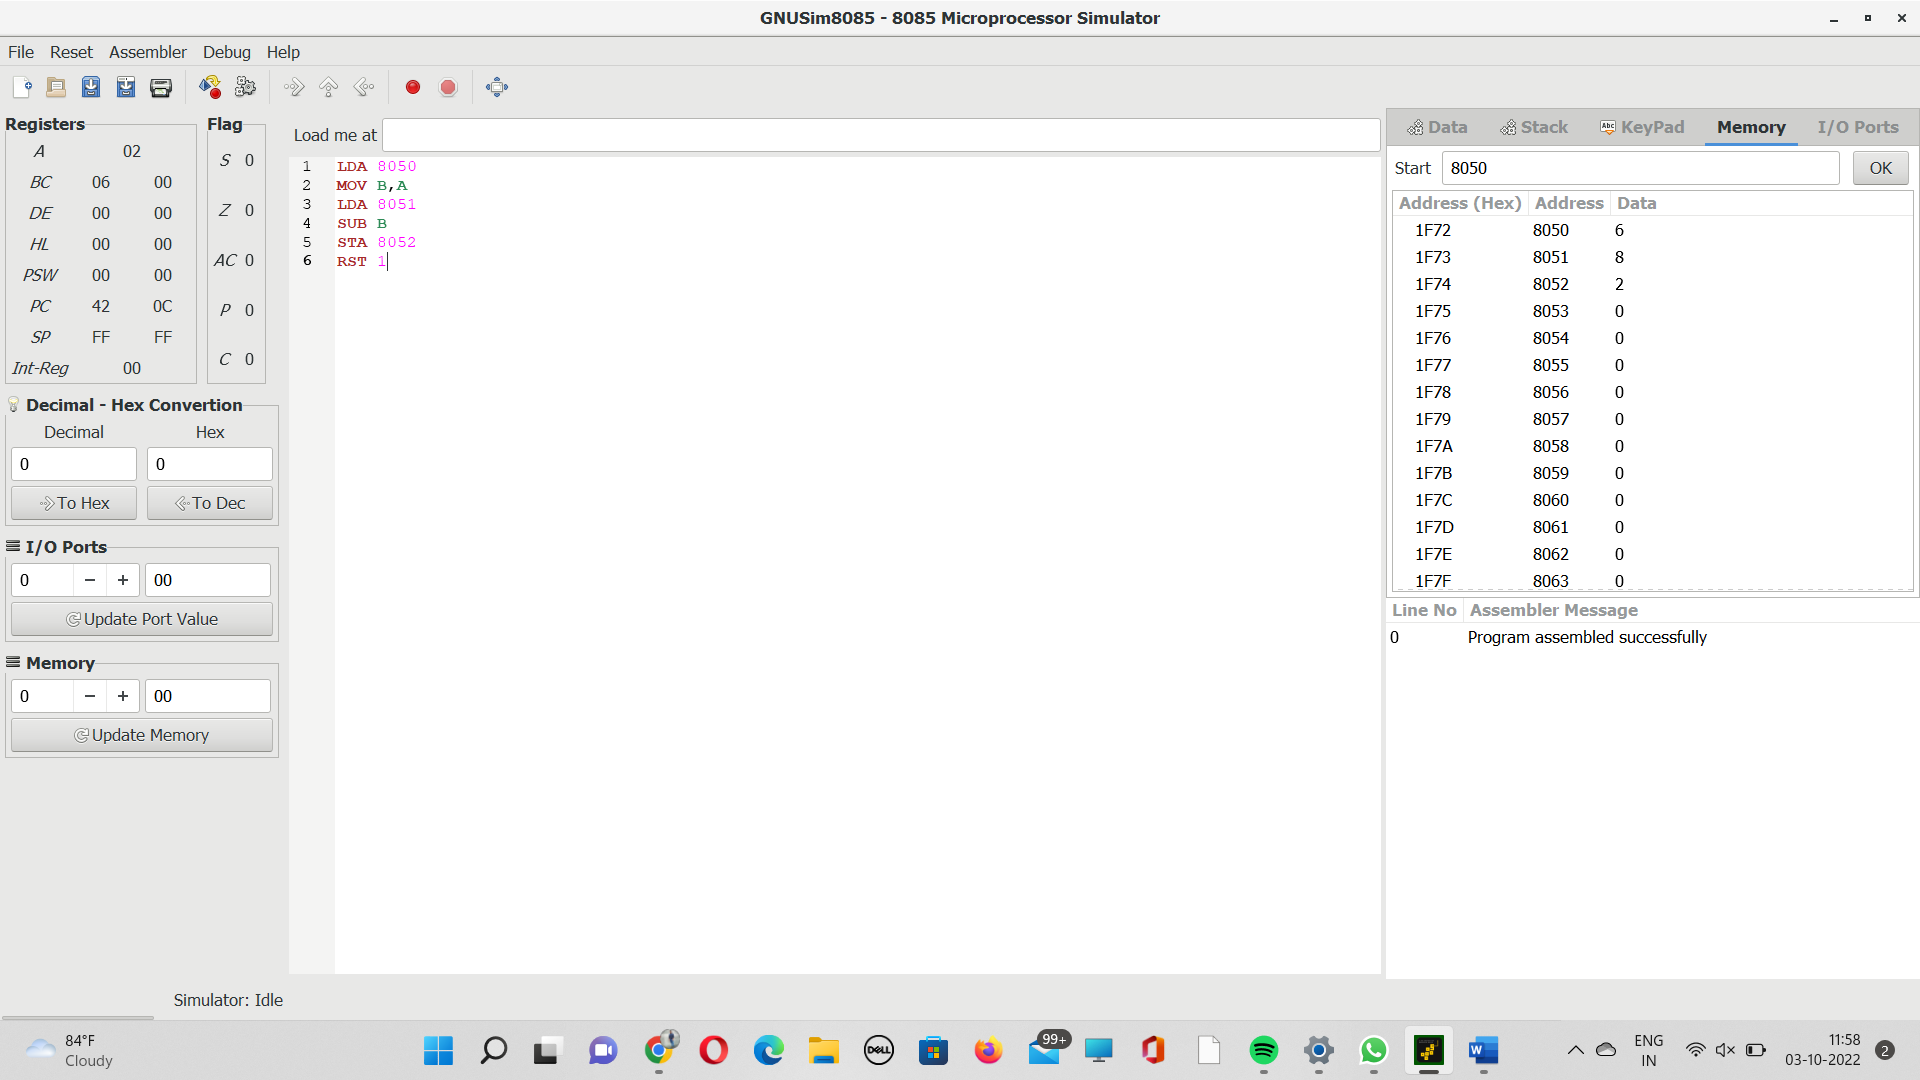 GNUSim8085 - 8085 Microprocessor Simulator
File Reset Assembler Debug Help
Registers
A 02
BC 06 00
DE 00 00
HL 00 00
PSW 00 00
PC 42 0C
SP FF FF
Int-Reg 00
Flag
S 0
Z 0
AC 0
P 0
C 0
Decimal - Hex Convertion
Decimal Hex
0 0
To Hex To Dec
I/O Ports
0 − + 00
Update Port Value
Memory
0 − + 00
Update Memory
Load me at
1 LDA 8050
2 MOV B,A
3 LDA 8051
4 SUB B
5 STA 8052
6 RST 1
Data Stack Abc KeyPad Memory I/O Ports
Start 8050 OK
Address (Hex) Address Data
1F72 8050 6
1F73 8051 8
1F74 8052 2
1F75 8053 0
1F76 8054 0
1F77 8055 0
1F78 8056 0
1F79 8057 0
1F7A 8058 0
1F7B 8059 0
1F7C 8060 0
1F7D 8061 0
1F7E 8062 0
1F7F 8063 0
Line No Assembler Message
0 Program assembled successfully
Simulator: Idle
84°F
Cloudy
DELL
99+
W
ENG
IN
11:58
03-10-2022
2